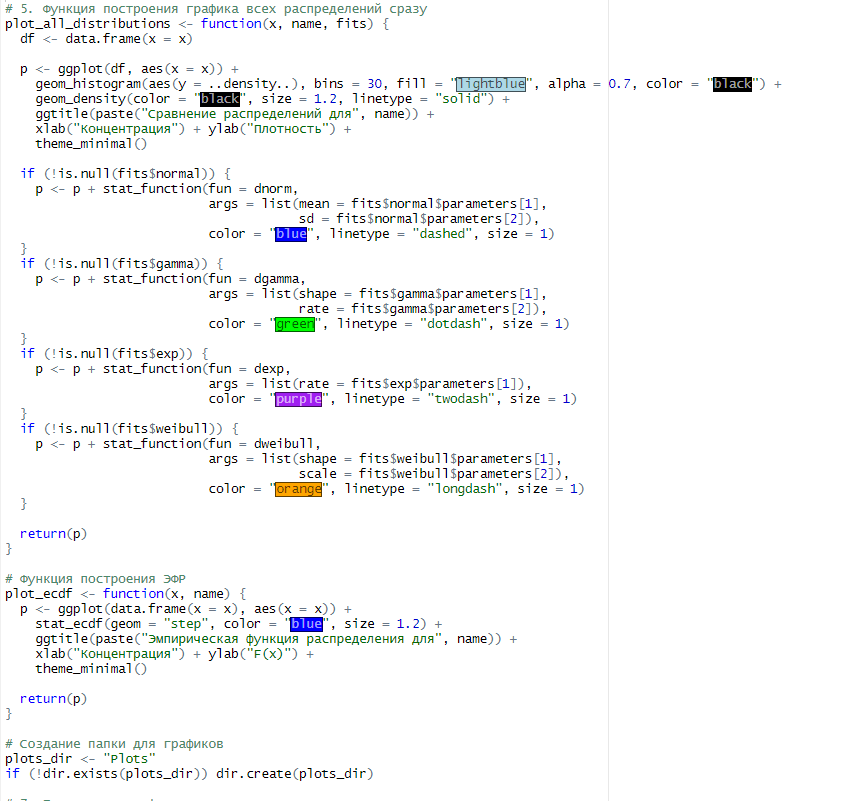 # 5. Функция построения графика всех распределений сразу
plot_all_distributions <- function(x, name, fits) {
  df <- data.frame(x = x)

  p <- ggplot(df, aes(x = x)) +
    geom_histogram(aes(y = ..density..), bins = 30, fill = "lightblue", alpha = 0.7, color = "black") +
    geom_density(color = "black", size = 1.2, linetype = "solid") +
    ggtitle(paste("Сравнение распределений для", name)) +
    xlab("Концентрация") + ylab("Плотность") +
    theme_minimal()

  if (!is.null(fits$normal)) {
    p <- p + stat_function(fun = dnorm,
                           args = list(mean = fits$normal$parameters[1],
                                       sd = fits$normal$parameters[2]),
                           color = "blue", linetype = "dashed", size = 1)
  }
  if (!is.null(fits$gamma)) {
    p <- p + stat_function(fun = dgamma,
                           args = list(shape = fits$gamma$parameters[1],
                                       rate = fits$gamma$parameters[2]),
                           color = "green", linetype = "dotdash", size = 1)
  }
  if (!is.null(fits$exp)) {
    p <- p + stat_function(fun = dexp,
                           args = list(rate = fits$exp$parameters[1]),
                           color = "purple", linetype = "twodash", size = 1)
  }
  if (!is.null(fits$weibull)) {
    p <- p + stat_function(fun = dweibull,
                           args = list(shape = fits$weibull$parameters[1],
                                       scale = fits$weibull$parameters[2]),
                           color = "orange", linetype = "longdash", size = 1)
  }

  return(p)
}

# Функция построения ЭФР
plot_ecdf <- function(x, name) {
  p <- ggplot(data.frame(x = x), aes(x = x)) +
    stat_ecdf(geom = "step", color = "blue", size = 1.2) +
    ggtitle(paste("Эмпирическая функция распределения для", name)) +
    xlab("Концентрация") + ylab("F(x)") +
    theme_minimal()

  return(p)
}

# Создание папки для графиков
plots_dir <- "Plots"
if (!dir.exists(plots_dir)) dir.create(plots_dir)